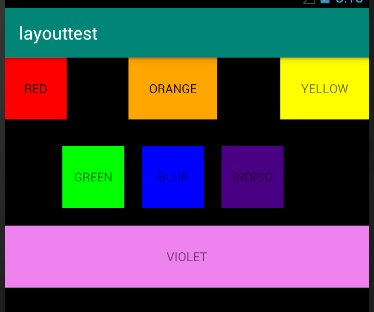 layouttest
RED ORANGE YELLOW
GREEN BLUE INDIGO
VIOLET